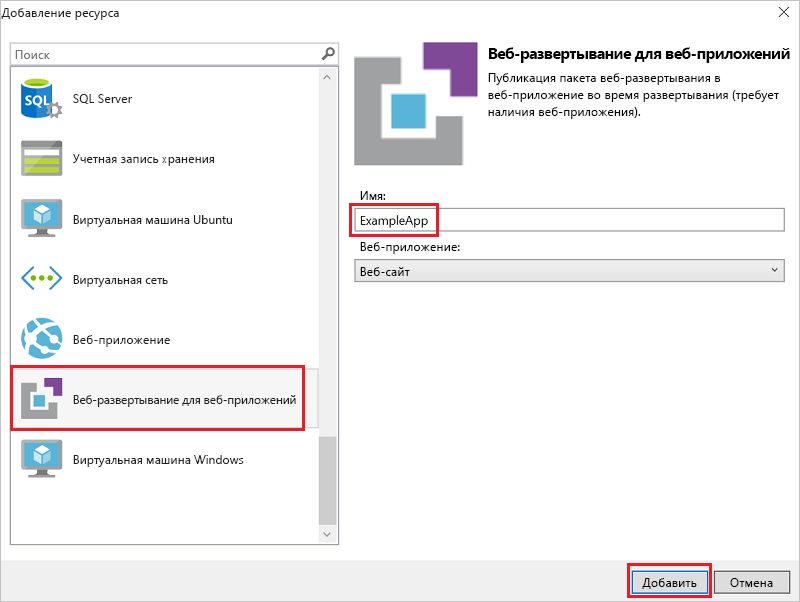 Добавление ресурса
Поиск
SQL
SQL Server
Учетная запись хранения
Виртуальная машина Ubuntu
Виртуальная сеть
Веб-приложение
Веб-развертывание для веб-приложений
Виртуальная машина Windows
Веб-развертывание для веб-приложений
Публикация пакета веб-развертывания в
веб-приложение во время развертывания (требует
наличия веб-приложения).
Имя:
ExampleApp
Веб-приложение:
Веб-сайт
Добавить
Отмена